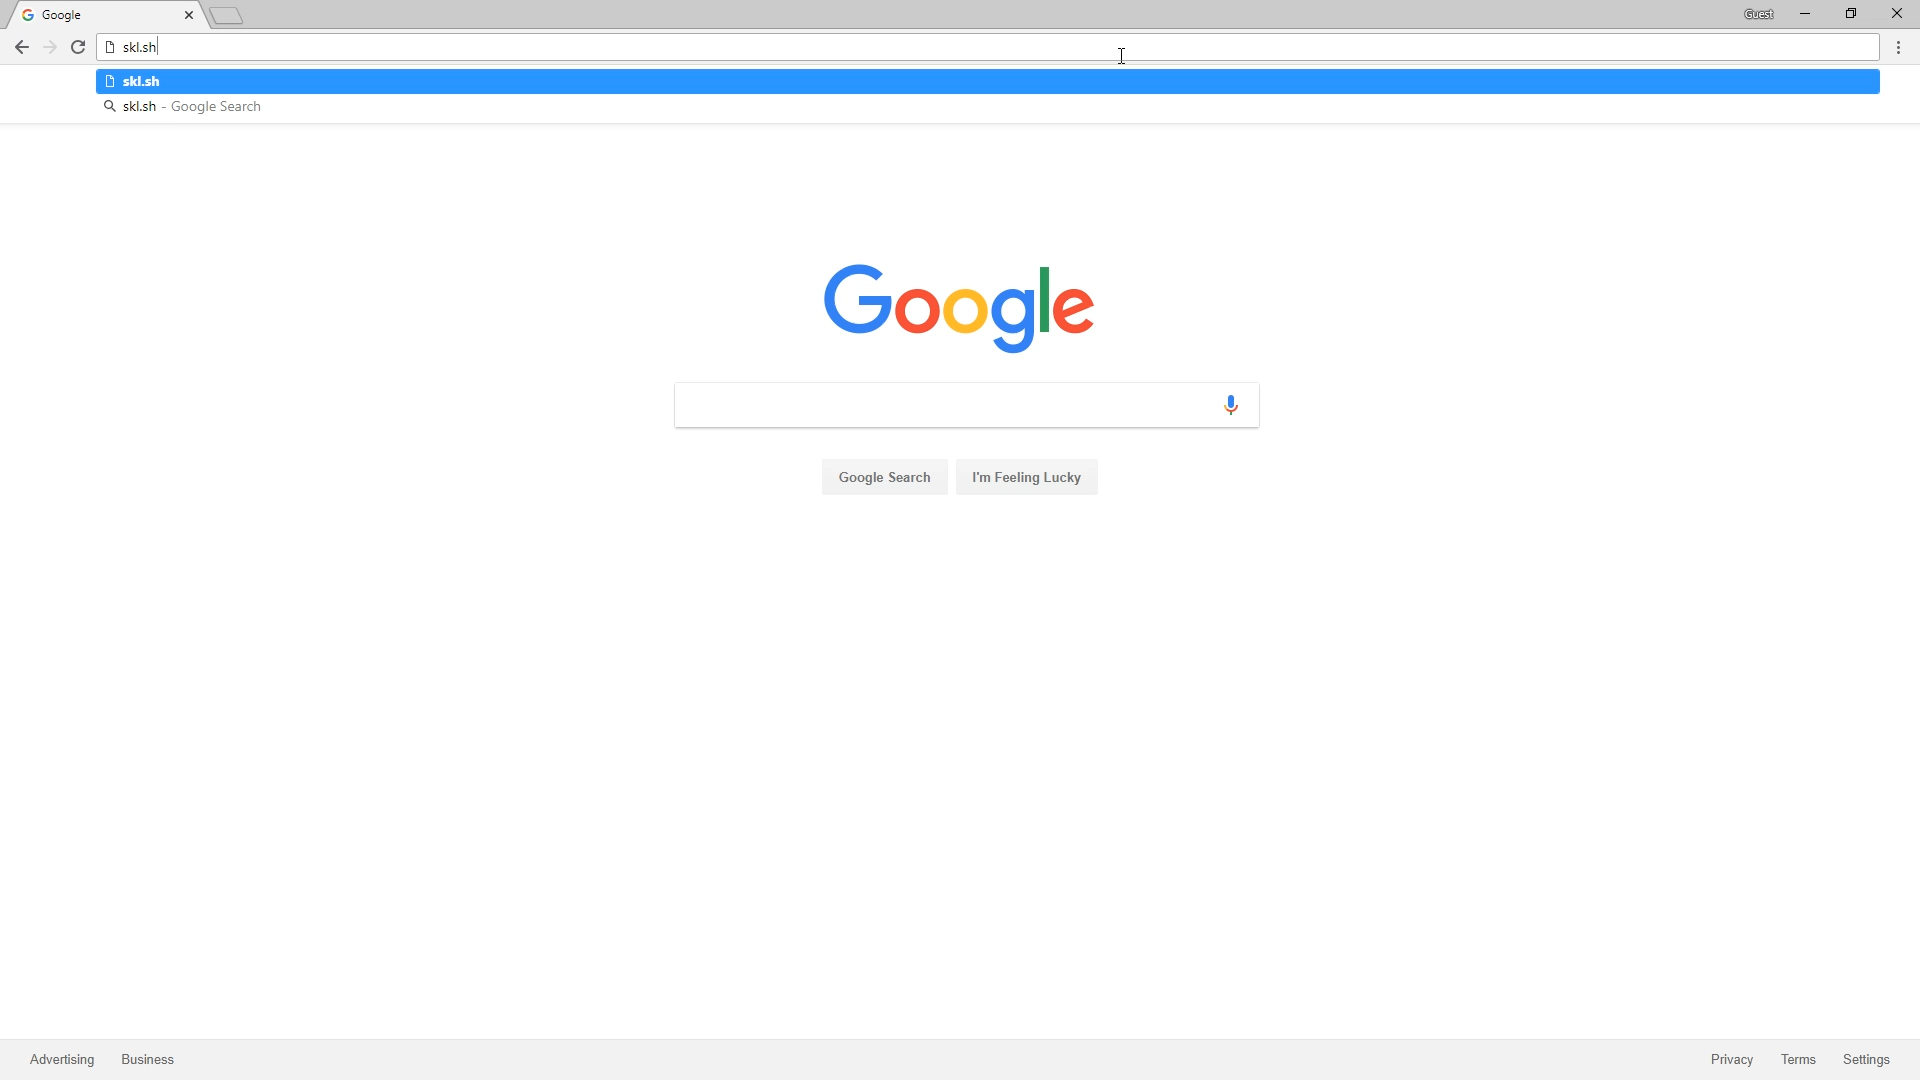 Google
Guest
skl.sh
skl.sh
skl.sh - Google Search
Google
Google Search
I'm Feeling Lucky
Advertising Business
Privacy Terms Settings